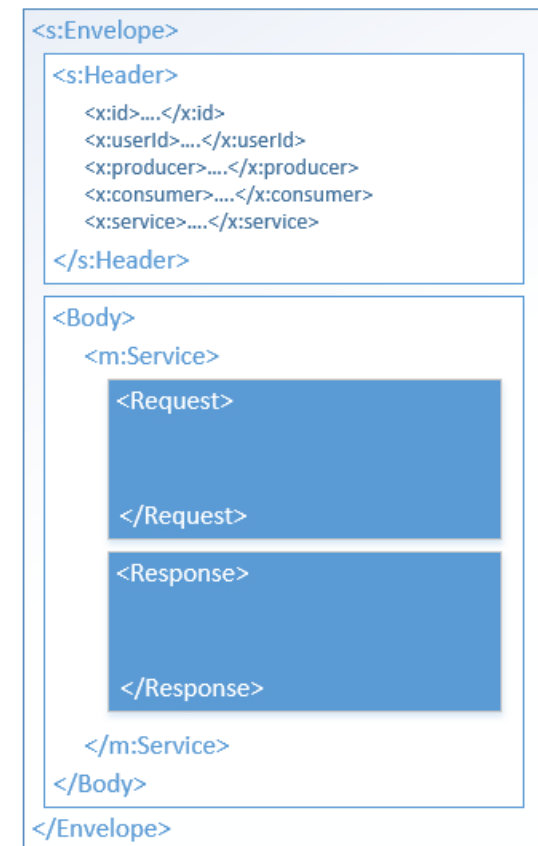 <s:Envelope>
<s:Header>
<x:id>....</x:id>
<x:userId>....</x:userId>
<x:producer>....</x:producer>
<x:consumer>....</x:consumer>
<x:service>....</x:service>
</s:Header>
<Body>
<m:Service>
<Request>
</Request>
<Response>
</Response>
</m:Service>
</Body>
</Envelope>